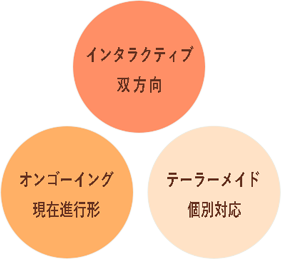 インタラクティブ
双方向
オンゴーイング
現在進行形
テーラーメイド
個別対応